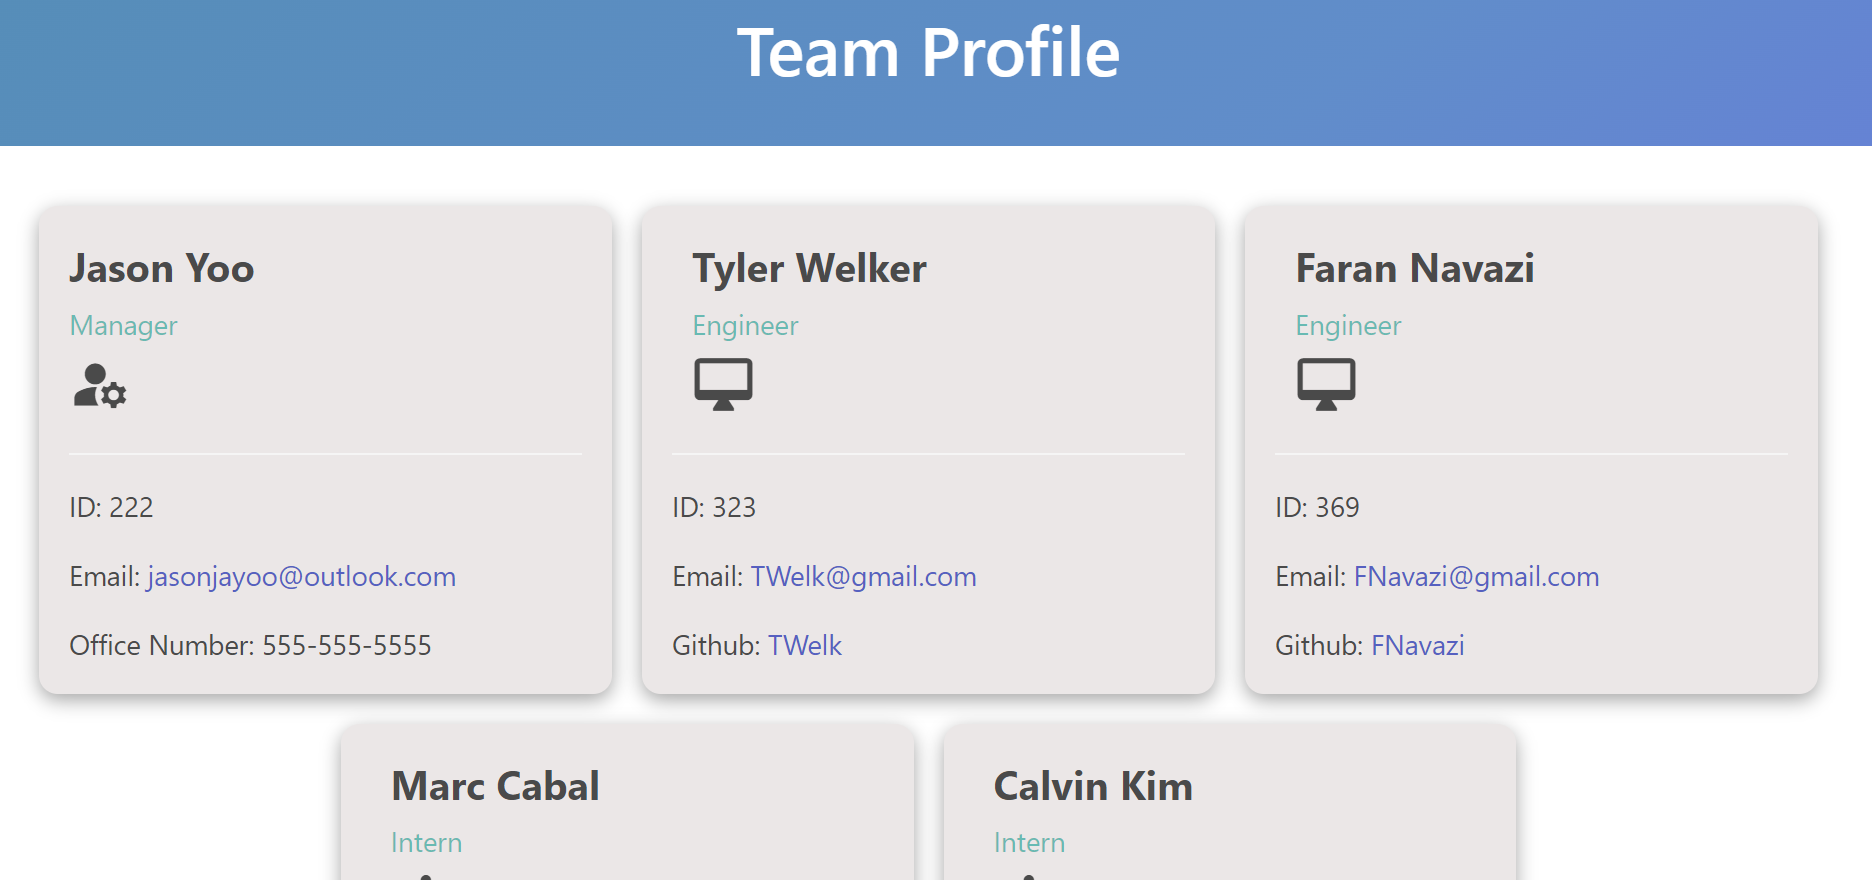 Team Profile
Jason Yoo
Manager
ID: 222
Email: jasonjayoo@outlook.com
Office Number: 555-555-5555
Tyler Welker
Engineer
ID: 323
Email: TWelk@gmail.com
Github: TWelk
Faran Navazi
Engineer
ID: 369
Email: FNavazi@gmail.com
Github: FNavazi
Marc Cabal
Intern
Calvin Kim
Intern